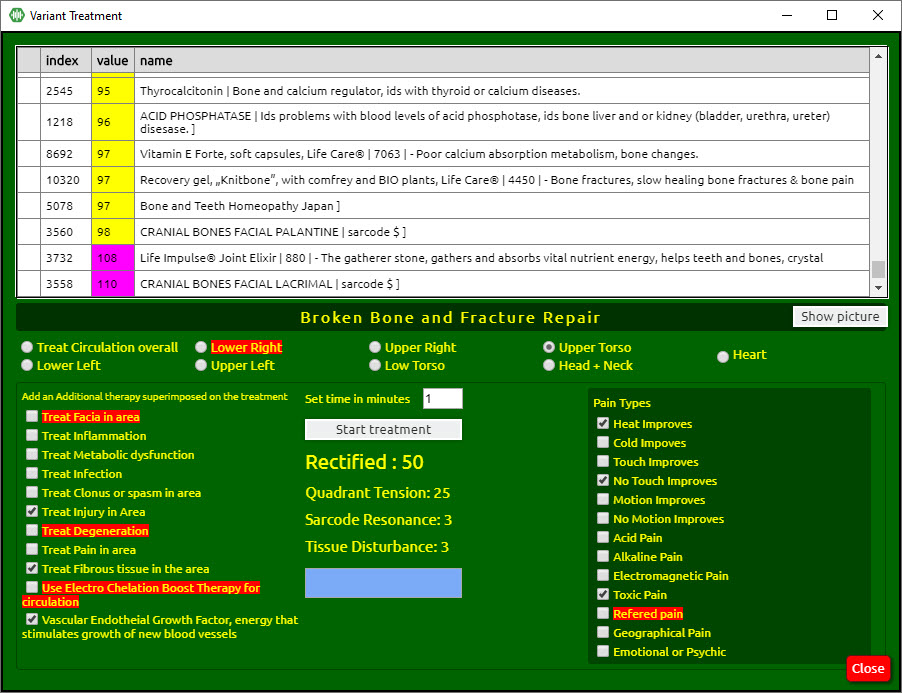 Variant Treatment
index value name
2545 95 Thyrocalcitonin | Bone and calcium regulator, ids with thyroid or calcium diseases.
1218 96 ACID PHOSPHATASE | Ids problems with blood levels of acid phosphotase, ids bone liver and or kidney (bladder, urethra, ureter)
disesase. ]
8692 97 Vitamin E Forte, soft capsules, Life Care® | 7063 | - Poor calcium absorption metabolism, bone changes.
10320 97 Recovery gel, „Knitbone”, with comfrey and BIO plants, Life Care® | 4450 | - Bone fractures, slow healing bone fractures & bone pain
5078 97 Bone and Teeth Homeopathy Japan ]
3560 98 CRANIAL BONES FACIAL PALANTINE | sarcode $ ]
3732 108 Life Impulse® Joint Elixir | 880 | - The gatherer stone, gathers and absorbs vital nutrient energy, helps teeth and bones, crystal
3558 110 CRANIAL BONES FACIAL LACRIMAL | sarcode $ ]
Broken Bone and Fracture Repair
Show picture
Treat Circulation overall Lower Right Upper Right Upper Torso Heart
Lower Left Upper Left Low Torso Head + Neck
Add an Additional therapy superimposed on the treatment
Treat Facia in area
Treat Inflammation
Treat Metabolic dysfunction
Treat Infection
Treat Clonus or spasm in area
Treat Injury in Area
Treat Degeneration
Treat Pain in area
Treat Fibrous tissue in the area
Use Electro Chelation Boost Therapy for
circulation
Vascular Endotheial Growth Factor, energy that
stimulates growth of new blood vessels
Set time in minutes 1
Start treatment
Rectified : 50
Quadrant Tension: 25
Sarcode Resonance: 3
Tissue Disturbance: 3
Pain Types
Heat Improves
Cold Impoves
Touch Improves
No Touch Improves
Motion Improves
No Motion Improves
Acid Pain
Alkaline Pain
Electromagnetic Pain
Toxic Pain
Refered pain
Geographical Pain
Emotional or Psychic
Close